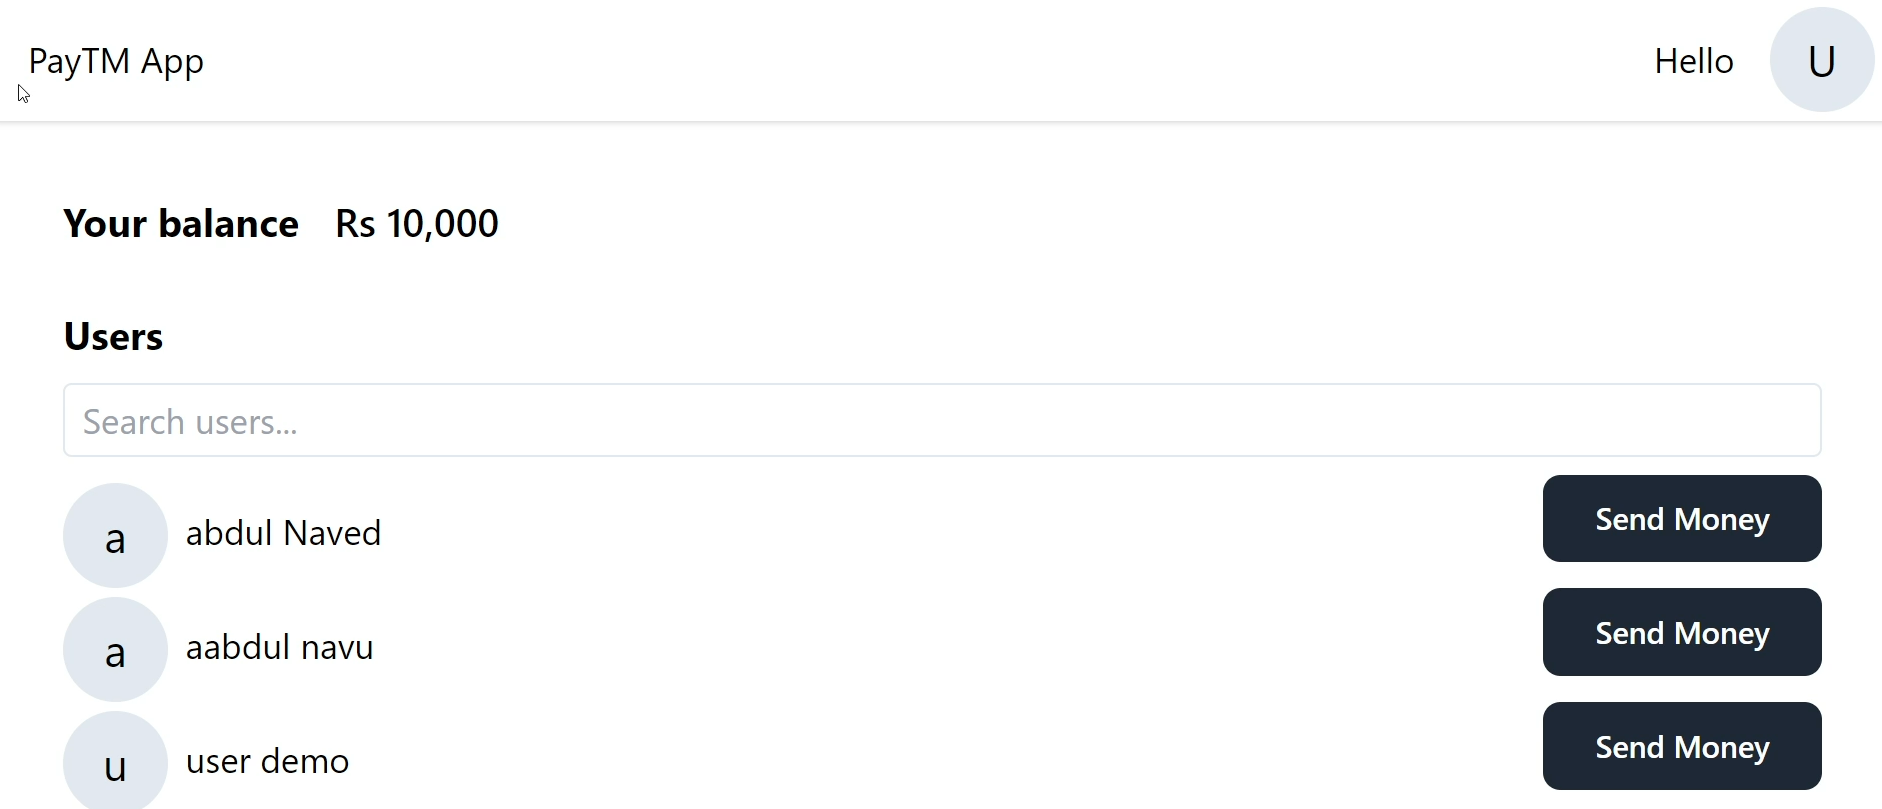 PayTM App
Hello
U
Your balance Rs 10,000
Users
Search users...
a
abdul Naved
Send Money
a
aabdul navu
Send Money
u
user demo
Send Money